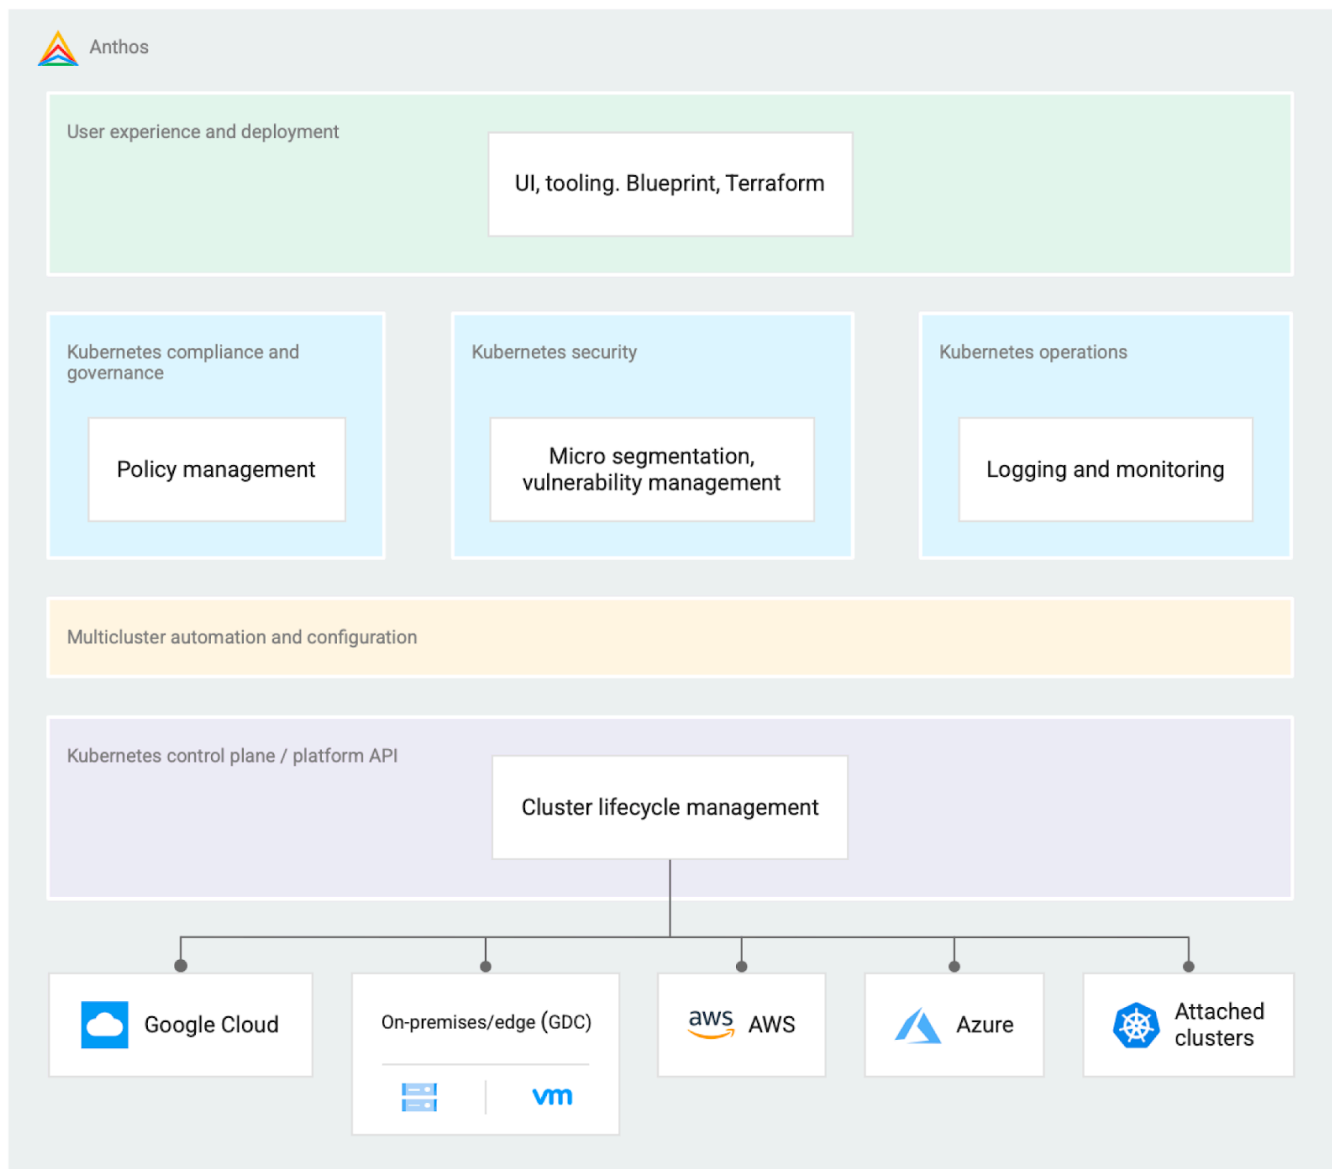 Anthos
User experience and deployment
UI, tooling. Blueprint, Terraform
Kubernetes compliance and
governance
Policy management
Kubernetes security
Micro segmentation,
vulnerability management
Kubernetes operations
Logging and monitoring
Multicluster automation and configuration
Kubernetes control plane / platform API
Cluster lifecycle management
Google Cloud
On-premises/edge (GDC)
vm
aws AWS
Azure
Attached
clusters